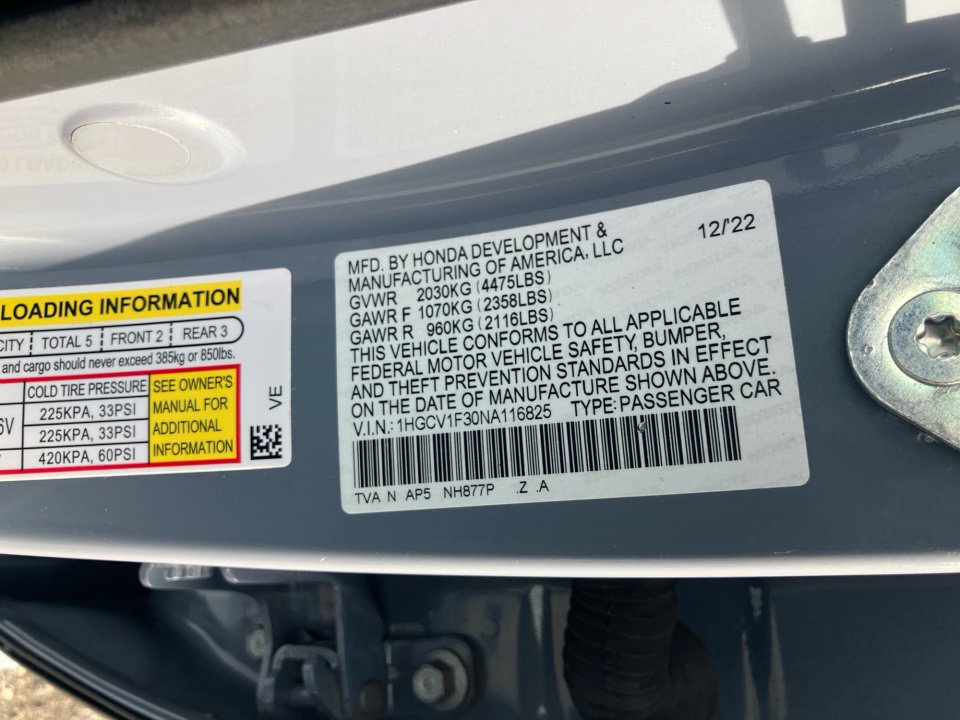 LOADING INFORMATION
CITY TOTAL 5 FRONT 2 REAR 3
and cargo should never exceed 385kg or 850lbs.
COLD TIRE PRESSURE
225KPA, 33PSI
225KPA, 33PSI
420KPA, 60PSI
SEE OWNER'S
MANUAL FOR
ADDITIONAL
INFORMATION
VE
MFD. BY HONDA DEVELOPMENT & 12/'22
MANUFACTURING OF AMERICA, LLC
GVWR 2030KG (4475LBS)
GAWR F 1070KG (2358LBS)
GAWR R 960KG (2116LBS)
THIS VEHICLE CONFORMS TO ALL APPLICABLE
FEDERAL MOTOR VEHICLE SAFETY, BUMPER,
AND THEFT PREVENTION STANDARDS IN EFFECT
ON THE DATE OF MANUFACTURE SHOWN ABOVE.
V.I.N.: 1HGCV1F30NA116825 TYPE: PASSENGER CAR
TVA N AP5 NH877P .Z .A